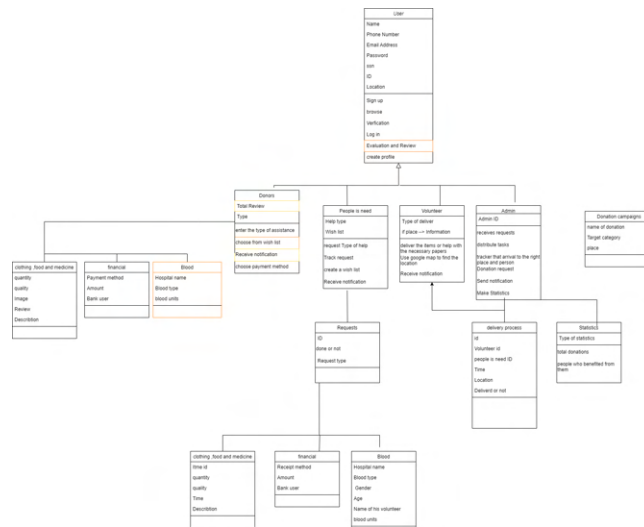 User
Name
Phone Number
Email Address
Password
con
ID
Location
Sign up
browse
Verification
Log in
Evaluation and Review
create profile
Donors
Total Review
Type
enter the type of assistance
choose from wish list
Receive notification
choose payment method
People is need
Help type
Wish list
request Type of help
Track request
create a wish list
Receive notification
Volunteer
Type of deliver
if place --> Information
deliver the items or help with
the necessary papers
Use google map to find the
location
Receive notification
Admin
Admin ID
receives requests
distribute tasks
tracker that arrival to the right
place and person
Donation request
Send notification
Make Statistics
Donation campaigns
name of donation
Target category
place
clothing ,food and medicine
quantity
quality
Image
Review
Describtion
financial
Payment method
Amount
Bank user
Blood
Hospital name
Blood type
blood units
Requests
ID
done or not
Request type
delivery process
id
Volunteer id
people is need ID
Time
Location
Deliverd or not
Statistics
Type of statistics
total donations
people who benefited from
them
clothing ,food and medicine
time id
quantity
quality
Time
Describtion
financial
Receipt method
Amount
Bank user
Blood
Hospital name
Blood type
Gender
Age
Name of his volunteer
blood units